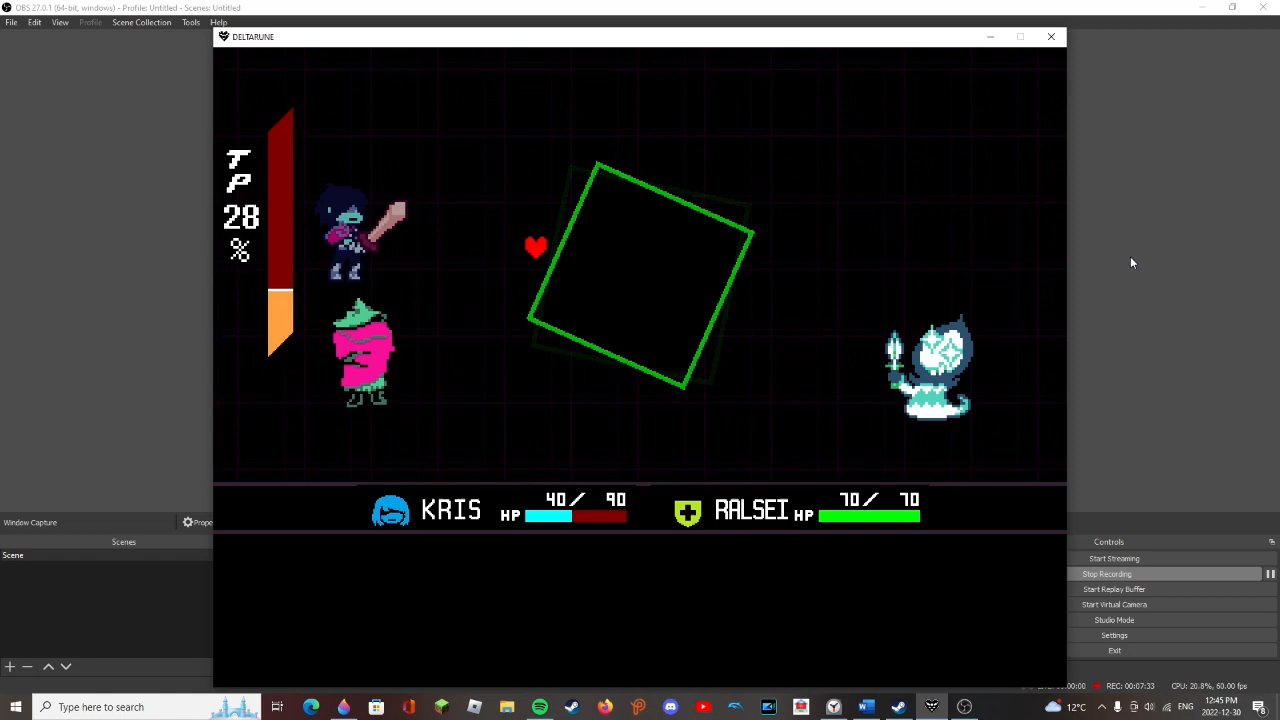 OBS 27.0.1 (64-bit, windows) - Profile: Untitled - Scenes: Untitled
File Edit View Profile Scene Collection Tools Help
DELTARUNE
T
P
28
%
KRIS HP 40/ 90 RALSEI HP 70/ 70
Window Capture Prope
Scenes
Scene
Controls
Start Streaming
Stop Recording
Start Replay Buffer
Start Virtual Camera
Studio Mode
Settings
Exit
REC: 00:07:33 CPU: 20.8%, 60.00 fps
Type here to search
12°C ENG 12:45 PM
2022-12-30